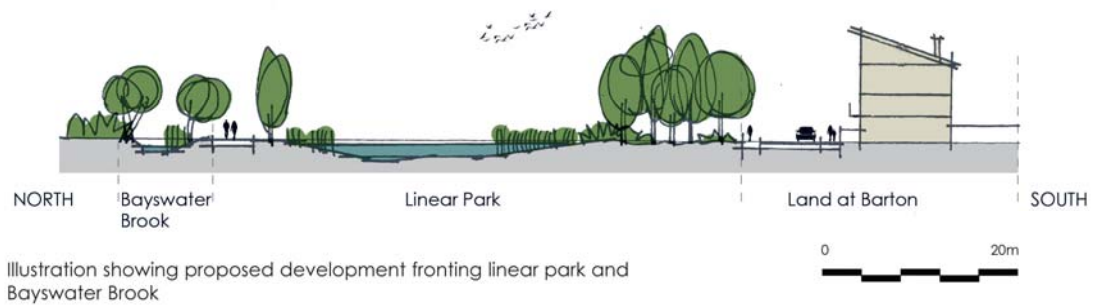 NORTH
Bayswater
Brook
Linear Park
Land at Barton
SOUTH
0
20m
Illustration showing proposed development fronting linear park and
Bayswater Brook